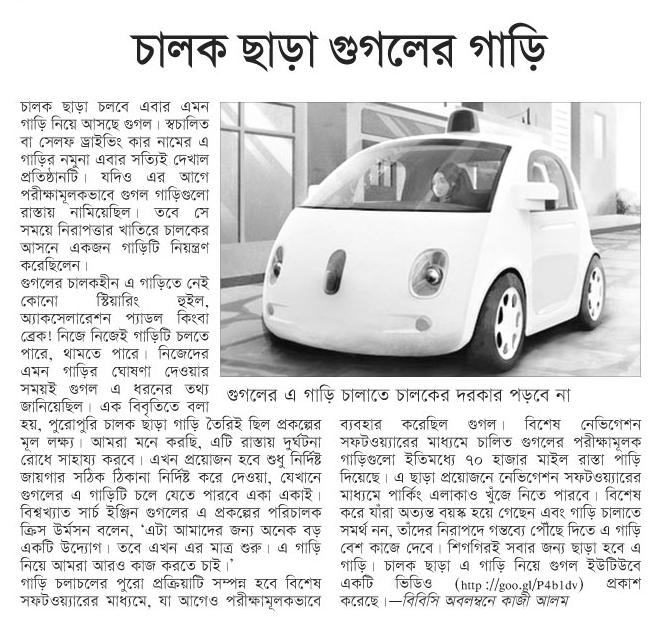 চালক ছাড়া গুগলের গাড়ি
চালক ছাড়া চলবে এবার এমন
গাড়ি নিয়ে আসছে গুগল। স্বচালিত
বা সেলফ ড্রাইভিং কার নামের এ
গাড়ির নমুনা এবার সত্যিই দেখাল
প্রতিষ্ঠানটি। যদিও এর আগে
পরীক্ষামূলকভাবে গুগল গাড়িগুলো
রাস্তায় নামিয়েছিল। তবে সে
সময়ে নিরাপত্তার খাতিরে চালকের
আসনে একজন গাড়িটি নিয়ন্ত্রণ
করেছিলেন।
গুগলের চালকহীন এ গাড়িতে নেই
কোনো স্টিয়ারিং হুইল,
অ্যাকসেলারেশন প্যাডল কিংবা
ব্রেক! নিজে নিজেই গাড়িটি চলতে
পারে, থামতে পারে। নিজেদের
এমন গাড়ির ঘোষণা দেওয়ার
সময়ই গুগল এ ধরনের তথ্য
জানিয়েছিল। এক বিবৃতিতে বলা
হয়, পুরোপুরি চালক ছাড়া গাড়ি তৈরিই ছিল প্রকল্পের
মূল লক্ষ্য। আমরা মনে করছি, এটি রাস্তায় দুর্ঘটনা
রোধে সাহায্য করবে। এখন প্রয়োজন হবে শুধু নির্দিষ্ট
জায়গার সঠিক ঠিকানা নির্দিষ্ট করে দেওয়া, যেখানে
গুগলের এ গাড়িটি চলে যেতে পারবে একা একাই।
বিশ্বখ্যাত সার্চ ইঞ্জিন গুগলের এ প্রকল্পের পরিচালক
ক্রিস উর্মসন বলেন, ‘এটা আমাদের জন্য অনেক বড়
একটি উদ্যোগ। তবে এখন এর মাত্র শুরু। এ গাড়ি
নিয়ে আমরা আরও কাজ করতে চাই।’
গাড়ি চলাচলের পুরো প্রক্রিয়াটি সম্পন্ন হবে বিশেষ
সফটওয়্যারের মাধ্যমে, যা আগেও পরীক্ষামূলকভাবে
গুগলের এ গাড়ি চালাতে চালকের দরকার পড়বে না
ব্যবহার করেছিল গুগল। বিশেষ নেভিগেশন
সফটওয়্যারের মাধ্যমে চালিত গুগলের পরীক্ষামূলক
গাড়িগুলো ইতিমধ্যে ৭০ হাজার মাইল রাস্তা পাড়ি
দিয়েছে। এ ছাড়া প্রয়োজনে নেভিগেশন সফটওয়্যারের
মাধ্যমে পার্কিং এলাকাও খুঁজে নিতে পারবে। বিশেষ
করে যাঁরা অত্যন্ত বয়স্ক হয়ে গেছেন এবং গাড়ি চালাতে
সমর্থ নন, তাঁদের নিরাপদে গন্তব্যে পৌঁছে দিতে এ গাড়ি
বেশ কাজে দেবে। শিগগিরই সবার জন্য ছাড়া হবে এ
গাড়ি। চালক ছাড়া এ গাড়ি নিয়ে গুগল ইউটিউবে
একটি ভিডিও (http://goo.gl/P4b1dv) প্রকাশ
করেছে।—বিবিসি অবলম্বনে কাজী আলম